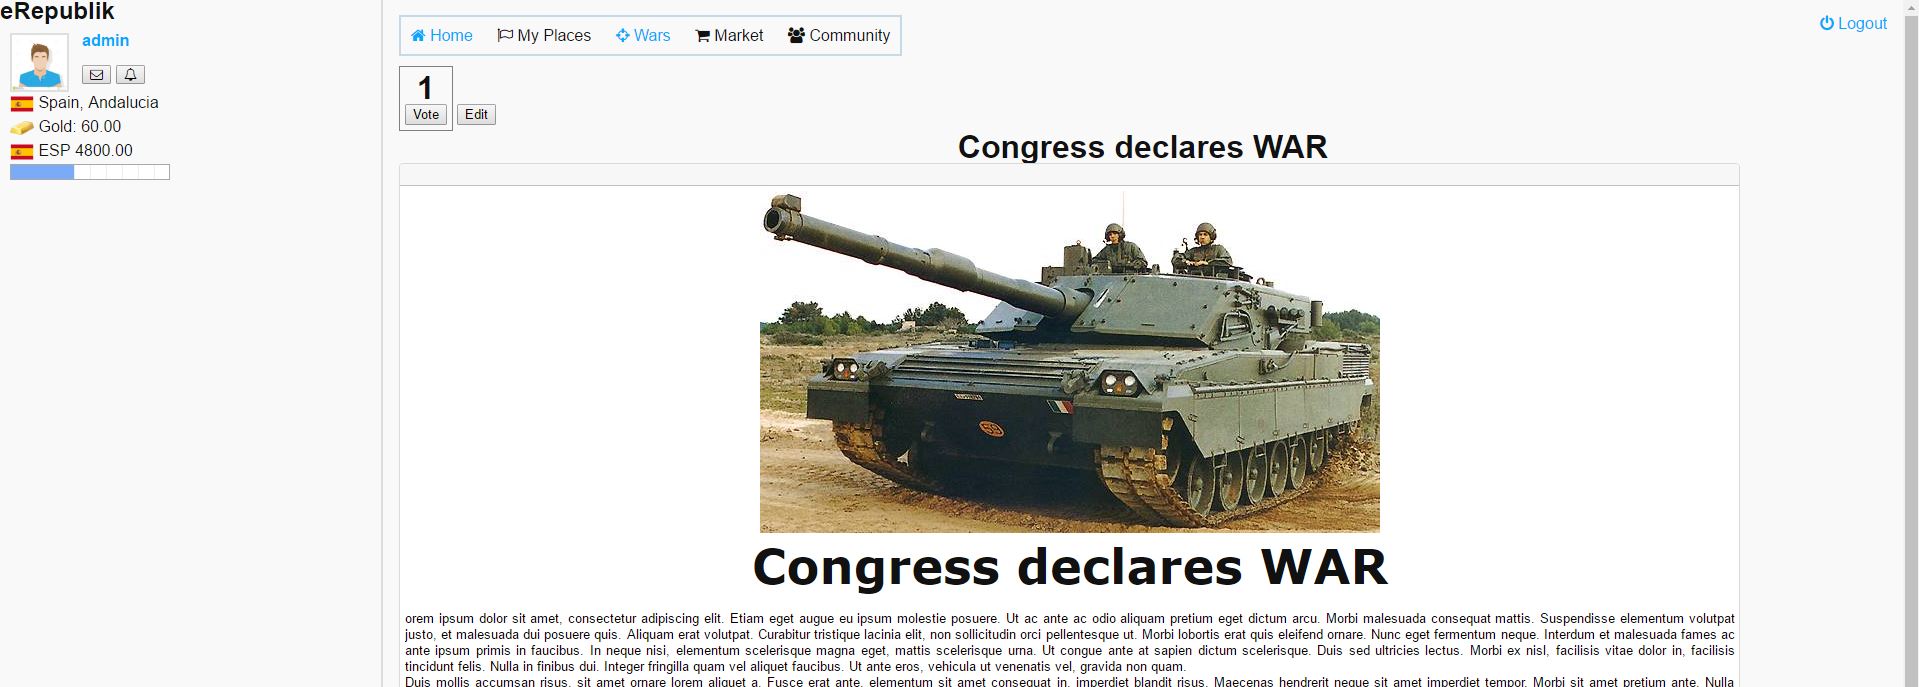 eRepublik
admin
Spain, Andalucia
Gold: 60.00
ESP 4800.00
Home My Places Wars Market Community
Logout
1
Vote Edit
Congress declares WAR
Congress declares WAR
orem ipsum dolor sit amet, consectetur adipiscing elit. Etiam eget augue eu ipsum molestie posuere. Ut ac ante ac odio aliquam pretium eget dictum arcu. Morbi malesuada consequat mattis. Suspendisse elementum volutpat
justo, et malesuada dui posuere quis. Aliquam erat volutpat. Curabitur tristique lacinia elit, non sollicitudin orci pellentesque ut. Morbi lobortis erat quis eleifend ornare. Nunc eget fermentum neque. Interdum et malesuada fames ac
ante ipsum primis in faucibus. In neque nisi, elementum scelerisque magna eget, mattis scelerisque urna. Ut congue ante at sapien dictum scelerisque. Duis sed ultricies lectus. Morbi ex nisl, facilisis vitae dolor in, facilisis
tincidunt felis. Nulla in finibus dui. Integer fringilla quam vel aliquet faucibus. Ut ante eros, vehicula ut venenatis vel, gravida non quam.
Duis mollis accumsan risus, sit amet ornare lorem aliquet a. Fusce erat ante, elementum sit amet consequat in, imperdiet blandit risus. Maecenas hendrerit neque sit amet imperdiet tempor. Morbi sit amet pretium ante. Nulla